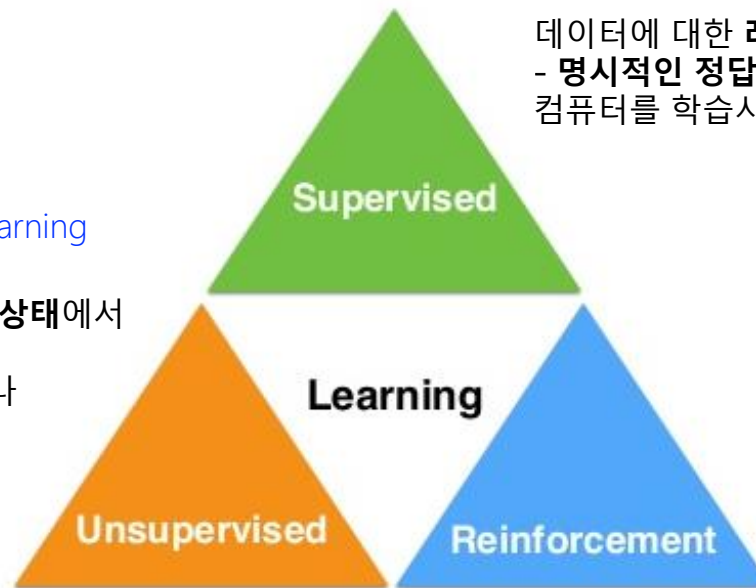 데이터에 대한
- 명시적인 정답
컴퓨터를 학습시
Supervised
arning
상태에서
나
Learning
Unsupervised
Reinforcement